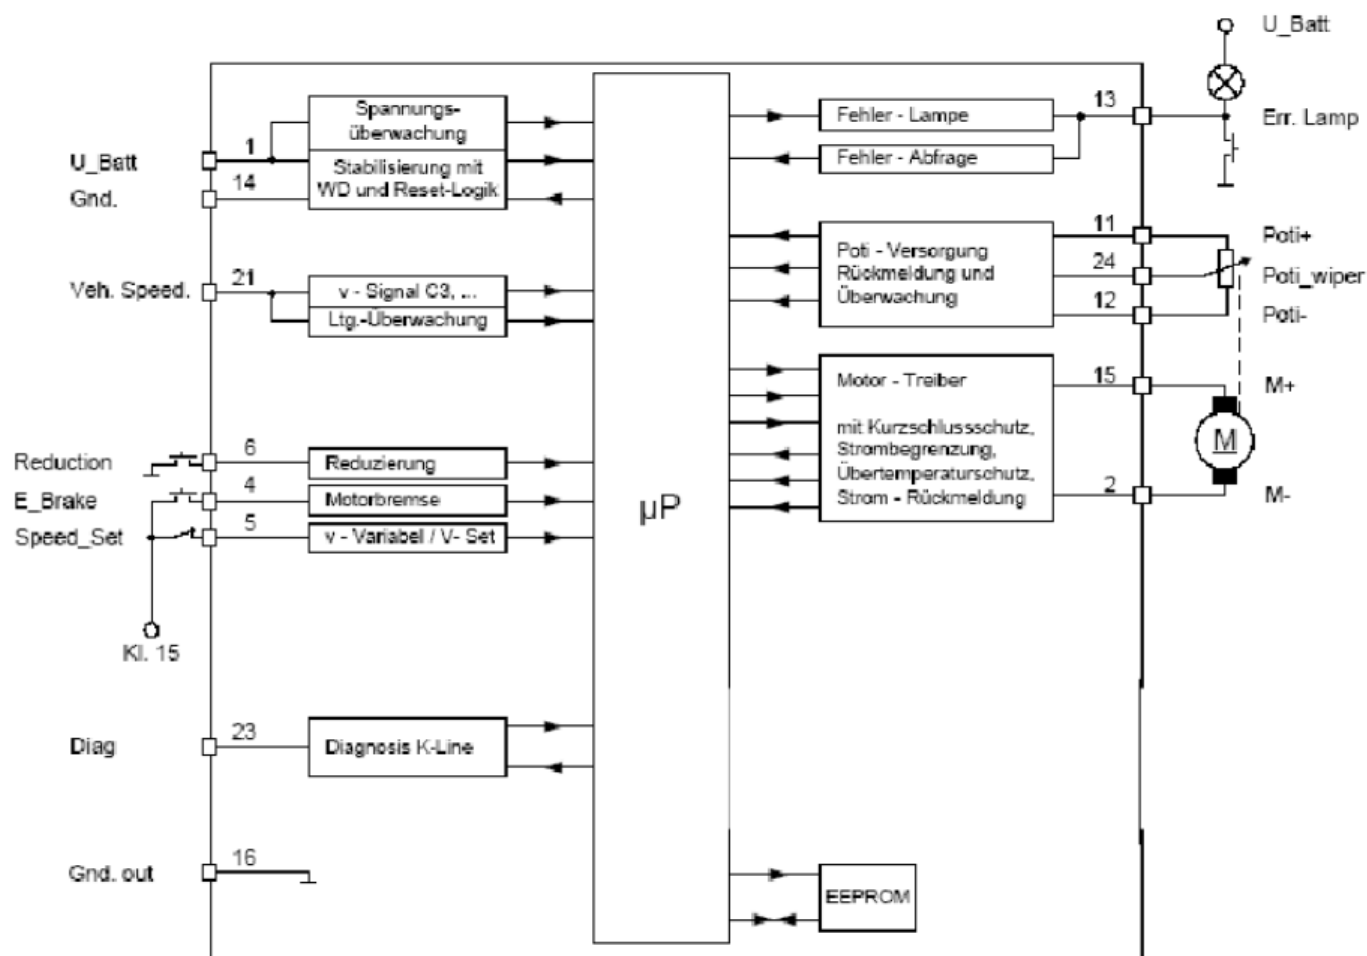 U_Batt
13
Err. Lamp
Spannungs-
überwachung
Stabilisierung mit
WD und Reset-Logik
U_Batt
1
Gnd.
14
Fehler - Lampe
Fehler - Abfrage
Veh. Speed.
21
v - Signal C3, ...
Ltg.-Überwachung
Poti - Versorgung
Rückmeldung und
Überwachung
11
Poti+
24
Poti_wiper
12
Poti-
Motor - Treiber
mit Kurzschlussschutz,
Strombegrenzung,
Übertemperaturschutz,
Strom - Rückmeldung
15
M+
M
2
M-
Reduction
6
Reduzierung
E_Brake
4
Motorbremse
Speed_Set
5
v - Variabel / V- Set
Kl. 15
µP
Diag
23
Diagnosis K-Line
Gnd. out
16
EEPROM